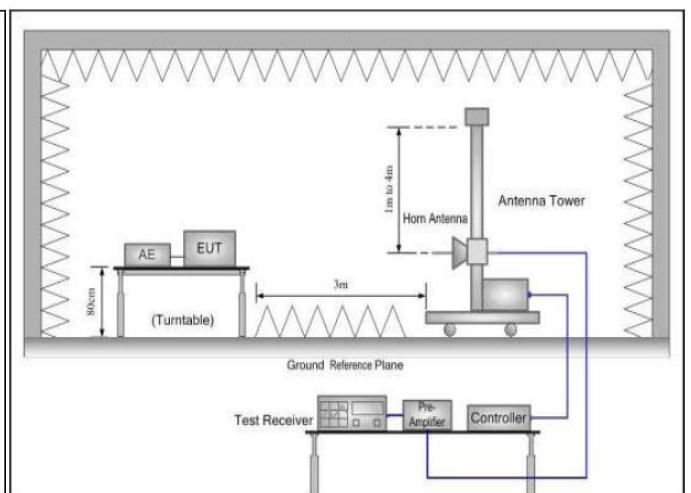 1m to 4m
Horn Antenna
Antenna Tower
AE
EUT
80cm
3m
(Turntable)
Ground Reference Plane
Test Receiver
Pre-
Amplifier
Controller